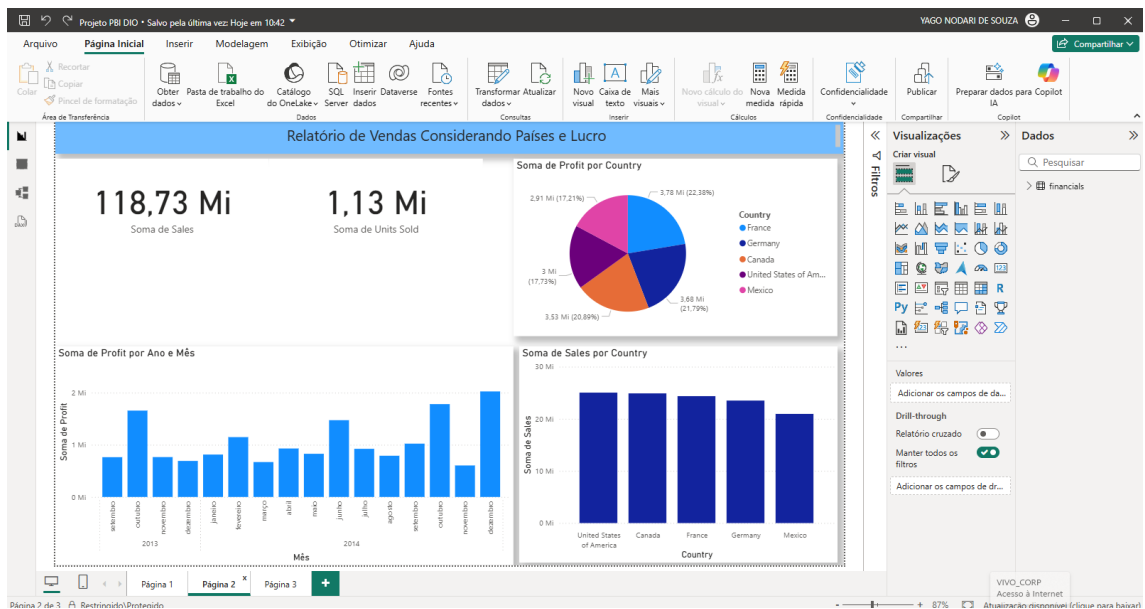 Projeto PBI DIO • Salvo pela última vez: Hoje em 10:42
YAGO NODARI DE SOUZA
Arquivo Página Inicial Inserir Modelagem Exibição Otimizar Ajuda
Compartilhar
Colar
Recortar
Copiar
Pincel de formatação
Área de Transferência
Obter dados
Pasta de trabalho do Excel
Catálogo do OneLake
SQL Server
Inserir dados
Dataverse
Fontes recentes
Dados
Transformar dados
Atualizar
Consultas
Novo visual
Caixa de texto
Mais visuais
Inserir
Novo cálculo do visual
Nova medida
Medida rápida
Cálculos
Confidencialidade
Confidencialidade
Publicar
Compartilhar
Preparar dados para IA
Copilot
Copilot
Relatório de Vendas Considerando Países e Lucro
118,73 Mi
Soma de Sales
1,13 Mi
Soma de Units Sold
Soma de Profit por Country
3,78 Mi (22,38%)
2,91 Mi (17,21%)
3 Mi
(17,73%)
3,53 Mi (20,89%)
3,68 Mi
(21,79%)
Country
France
Germany
Canada
United States of Am...
Mexico
Soma de Profit por Ano e Mês
Soma de Profit
2 Mi
1 Mi
0 Mi
setembro outubro novembro dezembro janeiro fevereiro março abril maio junho julho agosto setembro outubro novembro dezembro
2013 2014
Mês
Soma de Sales por Country
Soma de Sales
30 Mi
20 Mi
10 Mi
0 Mi
United States of America Canada France Germany Mexico
Country
Filtros
Visualizações
Criar visual
123
R
Py
...
Valores
Adicionar os campos de da...
Drill-through
Relatório cruzado
Manter todos os
filtros
Adicionar os campos de dr...
Dados
Pesquisar
financials
Página 1 Página 2 Página 3
VIVO_CORP
Acesso à Internet
Página 2 de 3 Restringido\Protegido
87%
Atualização disponível (clique para baixar)